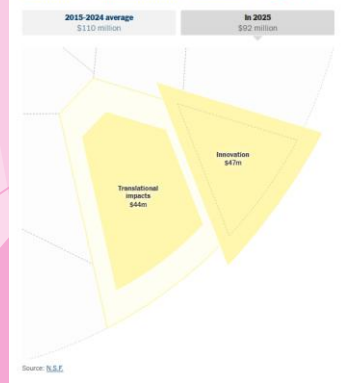 2015-2024 average
$110 million
In 2025
$92 million
Innovation
$47m
Translational
impacts
$44m
Source: N.S.F.